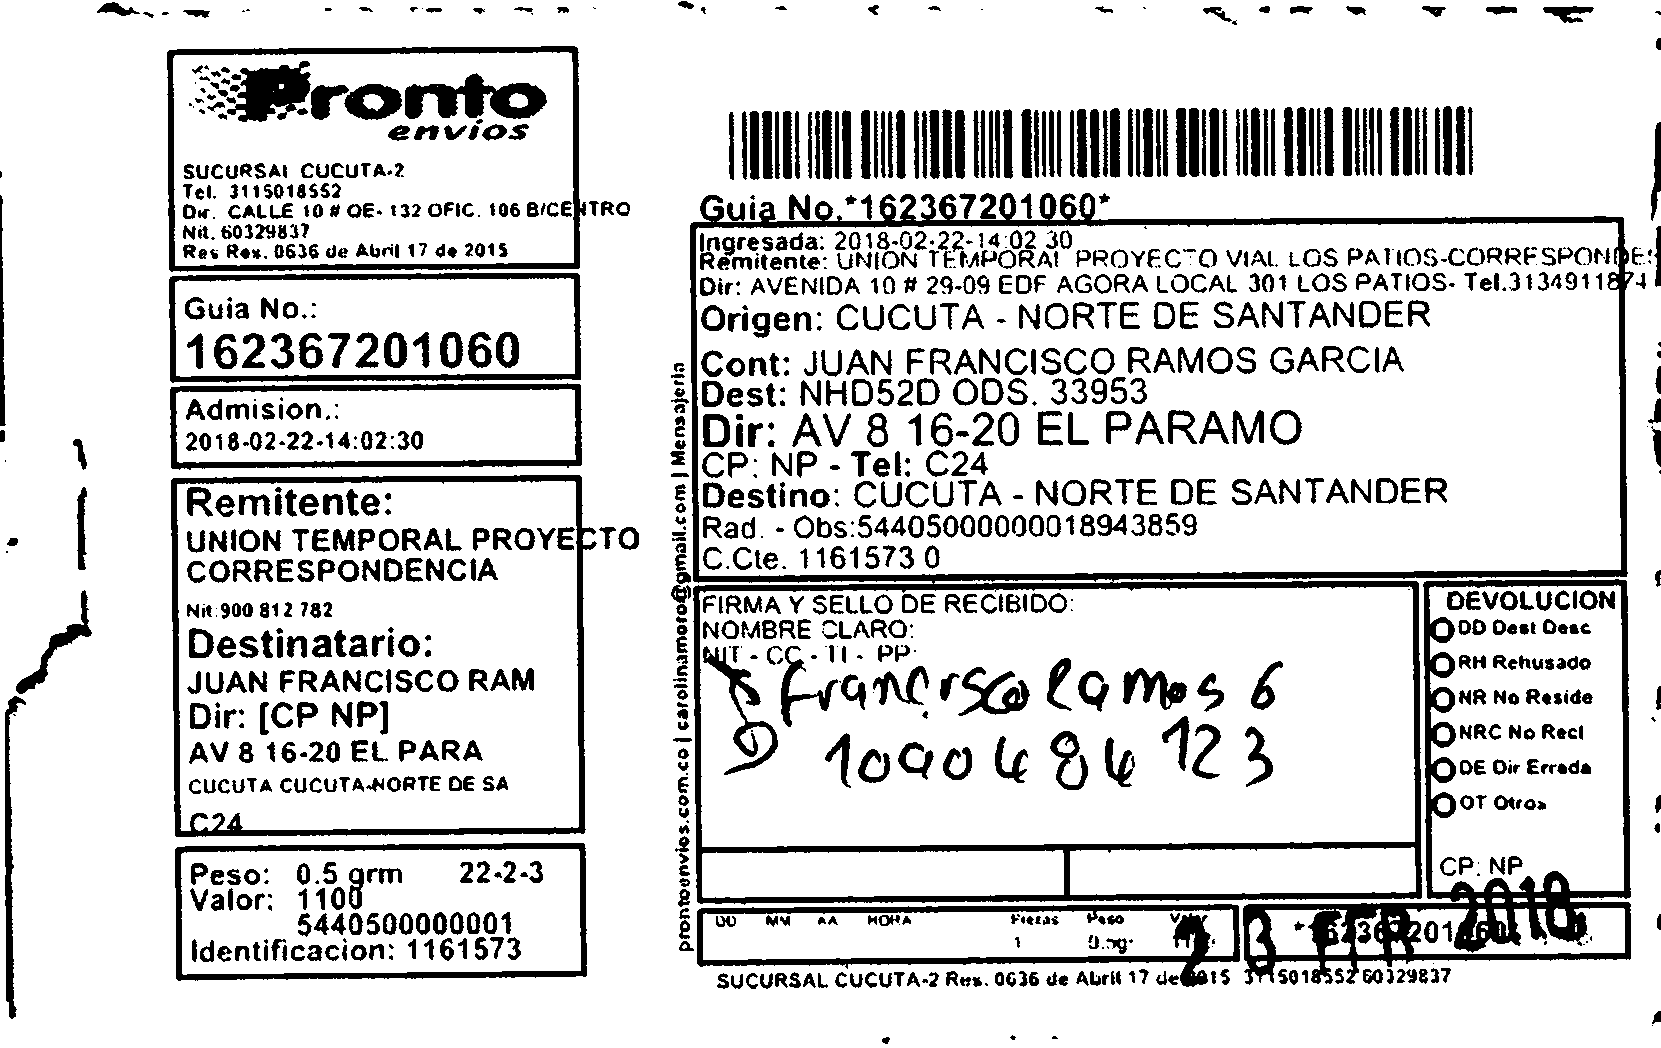 Pronto
envios
SUCURSAL CUCUTA-2
Tel. 3115018552
Dir. CALLE 10 # OE- 132 OFIC. 106 B/CENTRO
Nit. 60329837
Res Rex. 0636 de Abril 17 de 2015
Guia No.:
162367201060
Admision.:
2018-02-22-14:02:30
Remitente:
UNION TEMPORAL PROYECTO
CORRESPONDENCIA
Nit:900 812 782
Destinatario:
JUAN FRANCISCO RAM
Dir: [CP NP]
AV 8 16-20 EL PARA
CUCUTA CUCUTA-NORTE DE SA
C24
Peso: 0.5 grm 22-2-3
Valor: 1100
5440500000001
Identificacion: 1161573
prontoenvios.com.co | carolinamoro@gmail.com | Mensajeria
Guia No.*162367201060*
Ingresada: 2018-02-22-14:02:30
Remitente: UNION TEMPORAL PROYECTO VIAL LOS PATIOS-CORRESPONDE
Dir: AVENIDA 10 # 29-09 EDF AGORA LOCAL 301 LOS PATIOS- Tel.3134911874
Origen: CUCUTA - NORTE DE SANTANDER
Cont: JUAN FRANCISCO RAMOS GARCIA
Dest: NHD52D ODS. 33953
Dir: AV 8 16-20 EL PARAMO
CP: NP - Tel: C24
Destino: CUCUTA - NORTE DE SANTANDER
Rad. - Obs:54405000000018943859
C.Cte. 1161573 0
FIRMA Y SELLO DE RECIBIDO:
NOMBRE CLARO:
NIT - CC - TI - PP:
Francisco Ramos G
1090484123
DEVOLUCION
DD Dest Desc
RH Rehusado
NR No Reside
NRC No Recl
DE Dir Errada
OT Otros
CP: NP
DD MM AA HORA Piezas Peso Valor
1
23 FEB 2018
*162367201060*
SUCURSAL CUCUTA-2 Res. 0636 de Abril 17 de 2015 3115018552 60329837